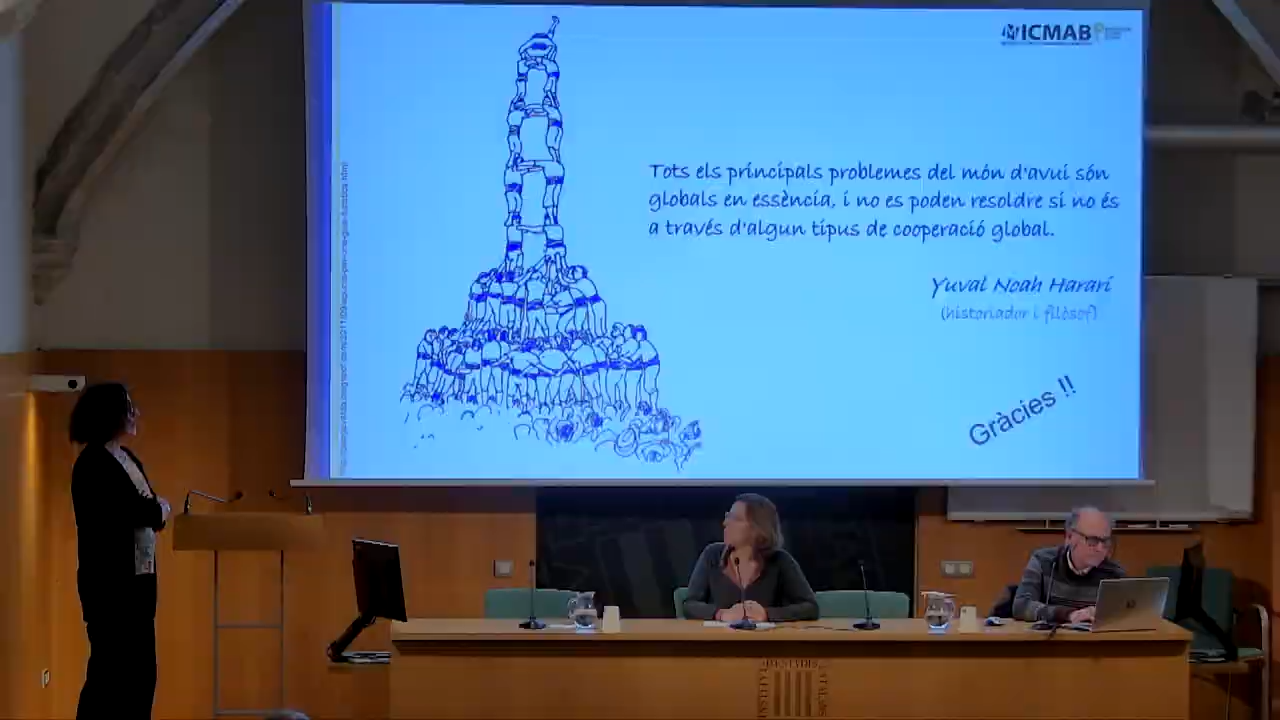 ICMAB
Tots els principals problemes del món d'avui són
globals en essència, i no es poden resoldre si no és
a través d'algun tipus de cooperació global.
Yuval Noah Harari
(historiador i filòsof)
Gràcies !!